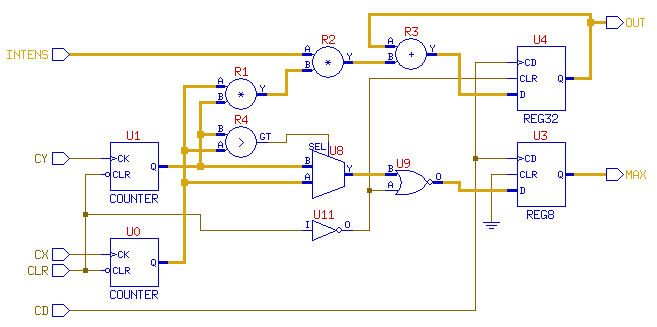 INTENS
A
R2
*
B
Y
A
R3
+
B
Y
U4
CD
CLR
Q
D
REG32
OUT
A
R1
*
B
Y
B
R4
>
A
GT
CY
U1
CK
Q
CLR
COUNTER
SEL
U8
B
Y
A
B
U9
O
A
U3
CD
CLR
Q
D
REG8
MAX
U11
I
O
CX
CLR
U0
CK
Q
CLR
COUNTER
CD